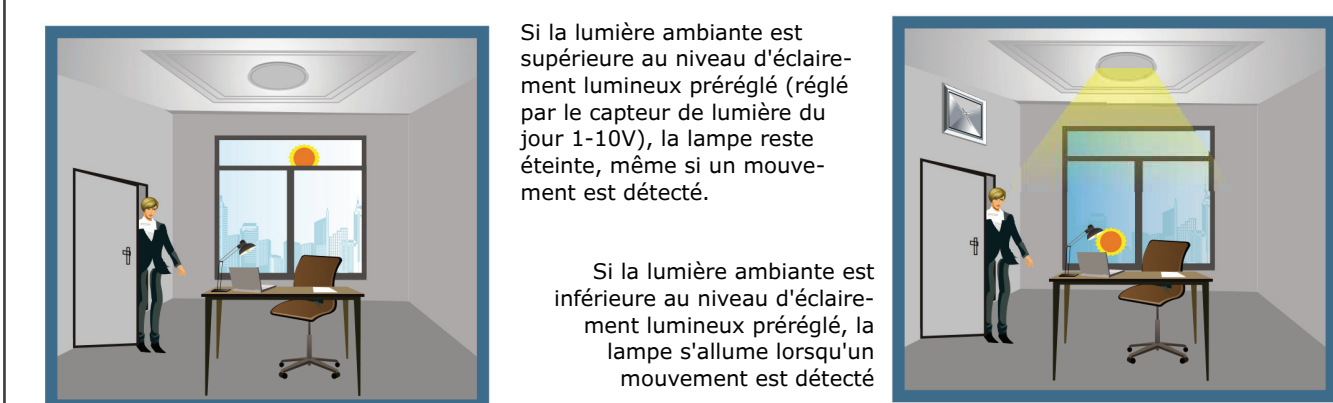 Si la lumière ambiante est
supérieure au niveau d'éclaire-
ment lumineux préréglé (réglé
par le capteur de lumière du
jour 1-10V), la lampe reste
éteinte, même si un mouve-
ment est détecté.
Si la lumière ambiante est
inférieure au niveau d'éclaire-
ment lumineux préréglé, la
lampe s'allume lorsqu'un
mouvement est détecté